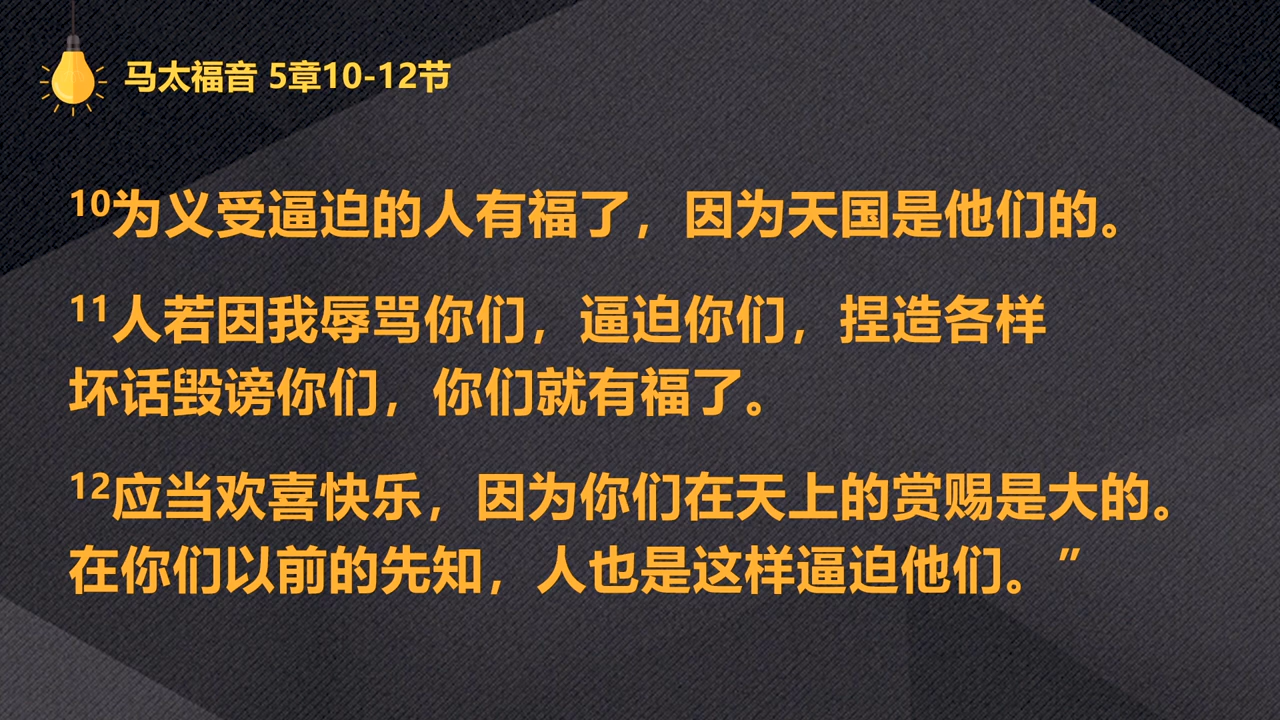 马太福音 5章10-12节
10为义受逼迫的人有福了，因为天国是他们的。
11人若因我辱骂你们，逼迫你们，捏造各样
坏话毁谤你们，你们就有福了。
12应当欢喜快乐，因为你们在天上的赏赐是大的。
在你们以前的先知，人也是这样逼迫他们。”